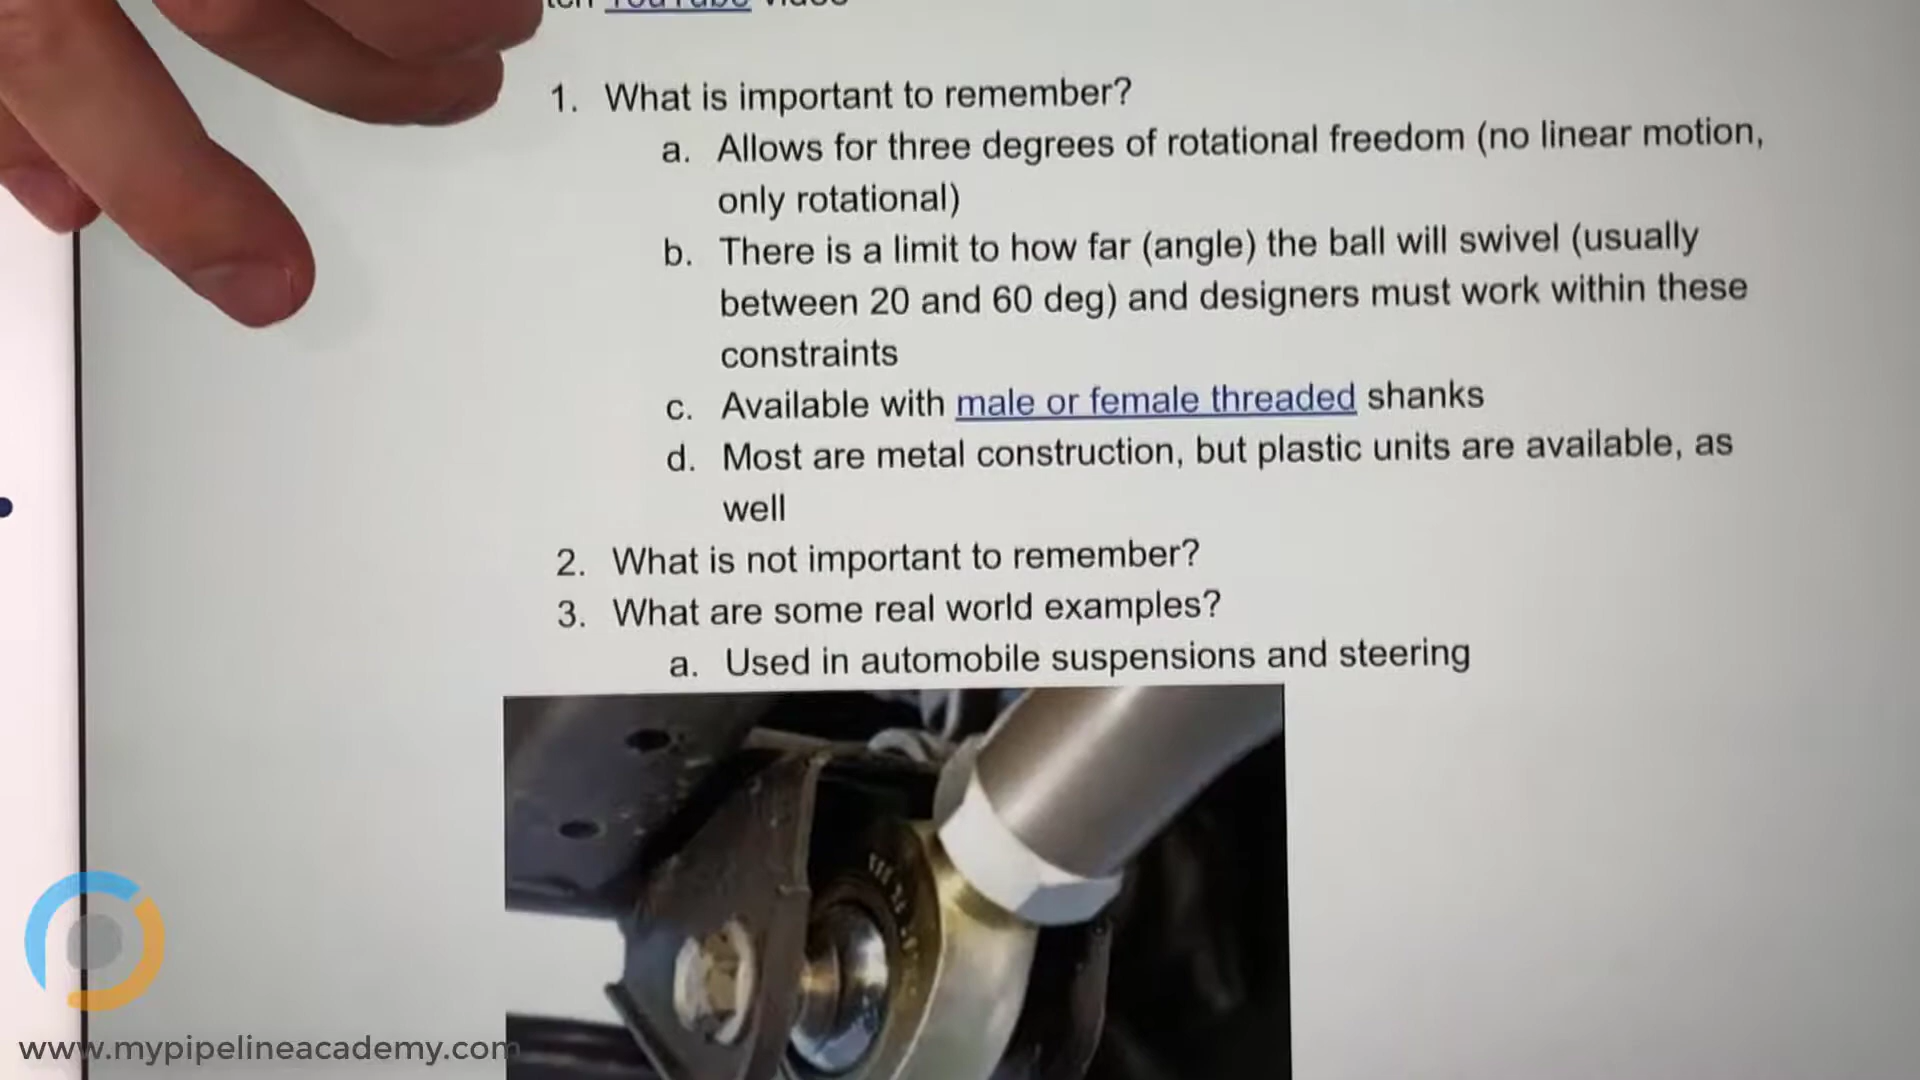 YouTube video
1. What is important to remember?
a. Allows for three degrees of rotational freedom (no linear motion,
only rotational)
b. There is a limit to how far (angle) the ball will swivel (usually
between 20 and 60 deg) and designers must work within these
constraints
c. Available with male or female threaded shanks
d. Most are metal construction, but plastic units are available, as
well
2. What is not important to remember?
3. What are some real world examples?
a. Used in automobile suspensions and steering
www.mypipelineacademy.com